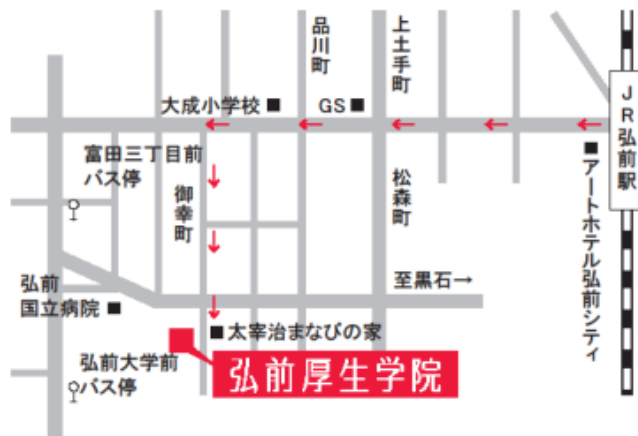 品川町
上土手町
大成小学校
GS
JR弘前駅
富田三丁目前
バス停
御幸町
松森町
アートホテル弘前シティ
弘前
国立病院
至黒石→
太宰治まなびの家
弘前大学前
バス停
弘前厚生学院